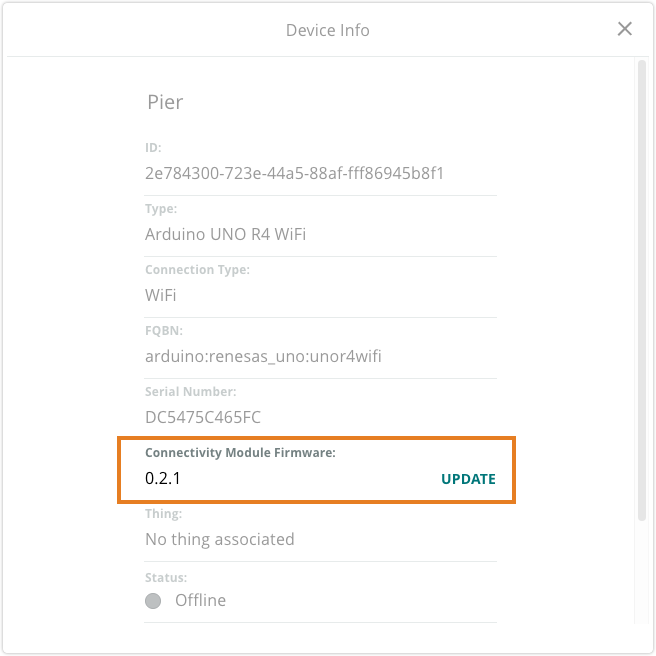 Device Info
Pier
ID:
2e784300-723e-44a5-88af-fff86945b8f1
Type:
Arduino UNO R4 WiFi
Connection Type:
WiFi
FQBN:
arduino:renesas_uno:unor4wifi
Serial Number:
DC5475C465FC
Connectivity Module Firmware:
0.2.1 UPDATE
Thing:
No thing associated
Status:
Offline